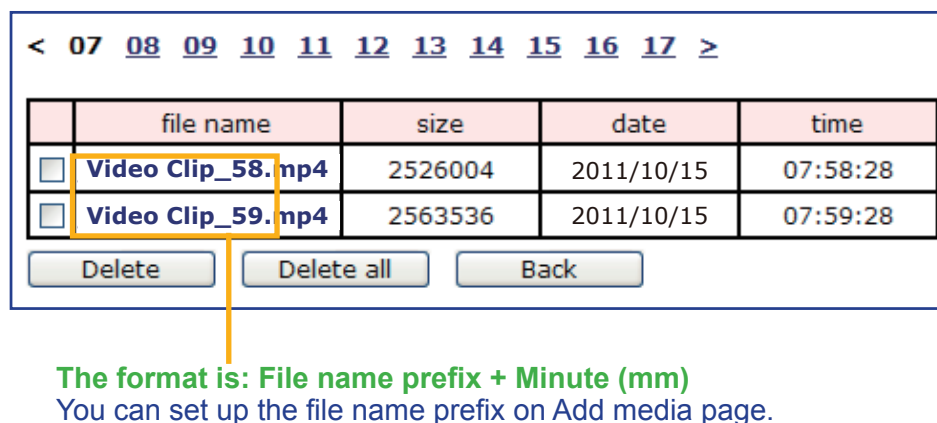 < 07 08 09 10 11 12 13 14 15 16 17 >
file name size date time
Video Clip_58.mp4 2526004 2011/10/15 07:58:28
Video Clip_59.mp4 2563536 2011/10/15 07:59:28
Delete Delete all Back
The format is: File name prefix + Minute (mm)
You can set up the file name prefix on Add media page.